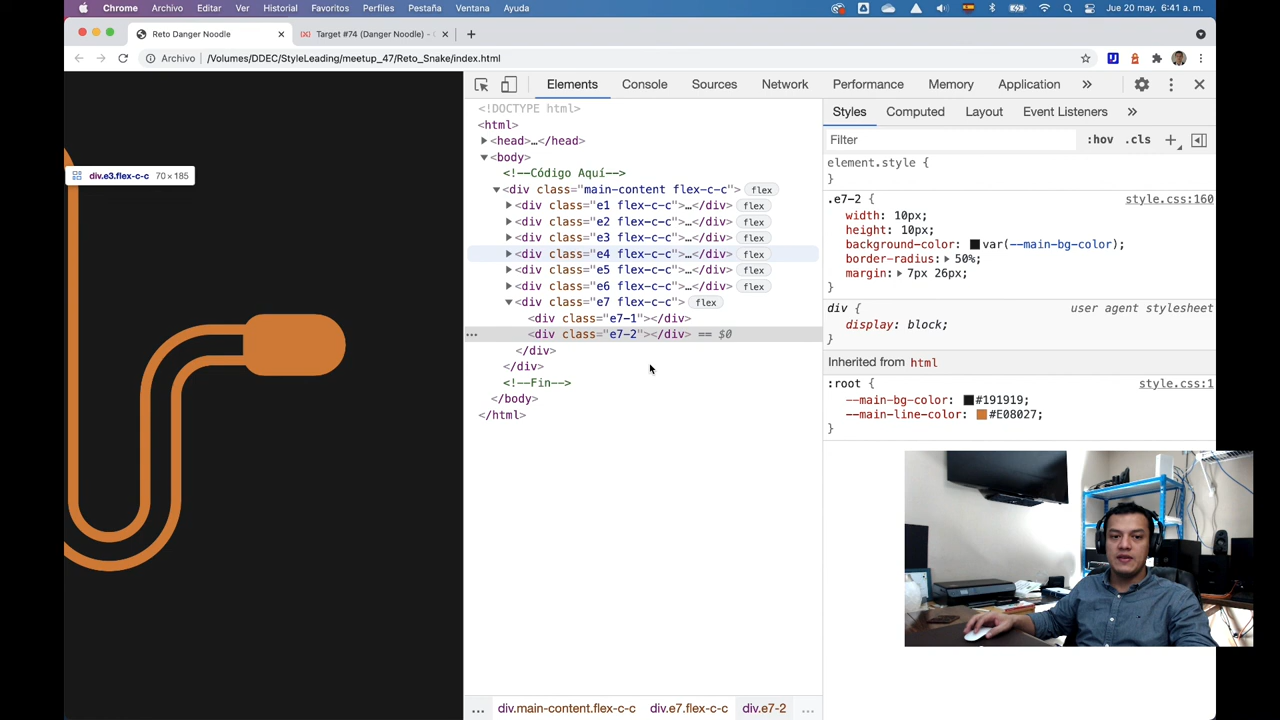 Chrome Archivo Editar Ver Historial Favoritos Perfiles Pestaña Ventana Ayuda Jue 20 may. 6:41 a. m.
Reto Danger Noodle × Target #74 (Danger Noodle) - × +
Archivo /Volumes/DDEC/StyleLeading/meetup_47/Reto_Snake/index.html
Elements Console Sources Network Performance Memory Application »
Styles Computed Layout Event Listeners »
Filter :hov .cls +
<!DOCTYPE html>
<html>
<head>…</head>
<body>
<!--Código Aquí-->
<div class="main-content flex-c-c"> flex
<div class="e1 flex-c-c">…</div> flex
<div class="e2 flex-c-c">…</div> flex
<div class="e3 flex-c-c">…</div> flex
<div class="e4 flex-c-c">…</div> flex
<div class="e5 flex-c-c">…</div> flex
<div class="e6 flex-c-c">…</div> flex
<div class="e7 flex-c-c"> flex
<div class="e7-1"></div>
… <div class="e7-2"></div> == $0
</div>
</div>
<!--Fin-->
</body>
</html>
div.e3.flex-c-c 70 × 185
element.style {
}
.e7-2 { style.css:160
width: 10px;
height: 10px;
background-color: var(--main-bg-color);
border-radius: 50%;
margin: 7px 26px;
}
div { user agent stylesheet
display: block;
}
Inherited from html
:root { style.css:1
--main-bg-color: #191919;
--main-line-color: #E08027;
}
… div.main-content.flex-c-c div.e7.flex-c-c div.e7-2 …